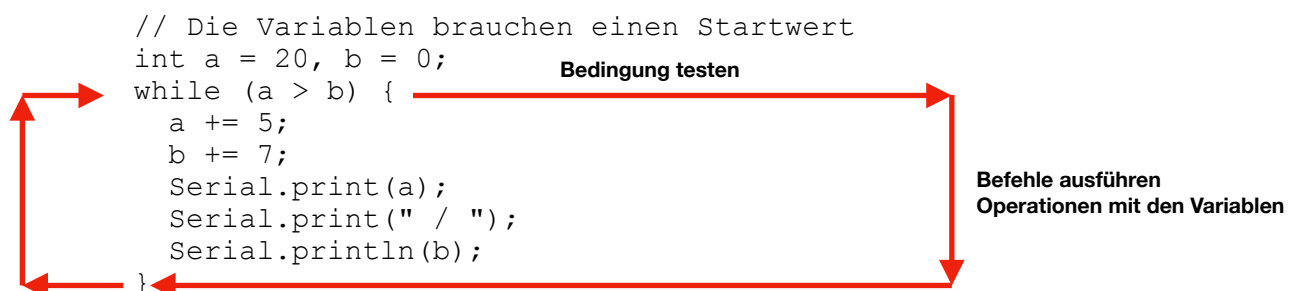 // Die Variablen brauchen einen Startwert
int a = 20, b = 0;
Bedingung testen
while (a > b) {
a += 5;
b += 7;
Serial.print(a);
Serial.print(" / ");
Serial.println(b);
}
Befehle ausführen
Operationen mit den Variablen